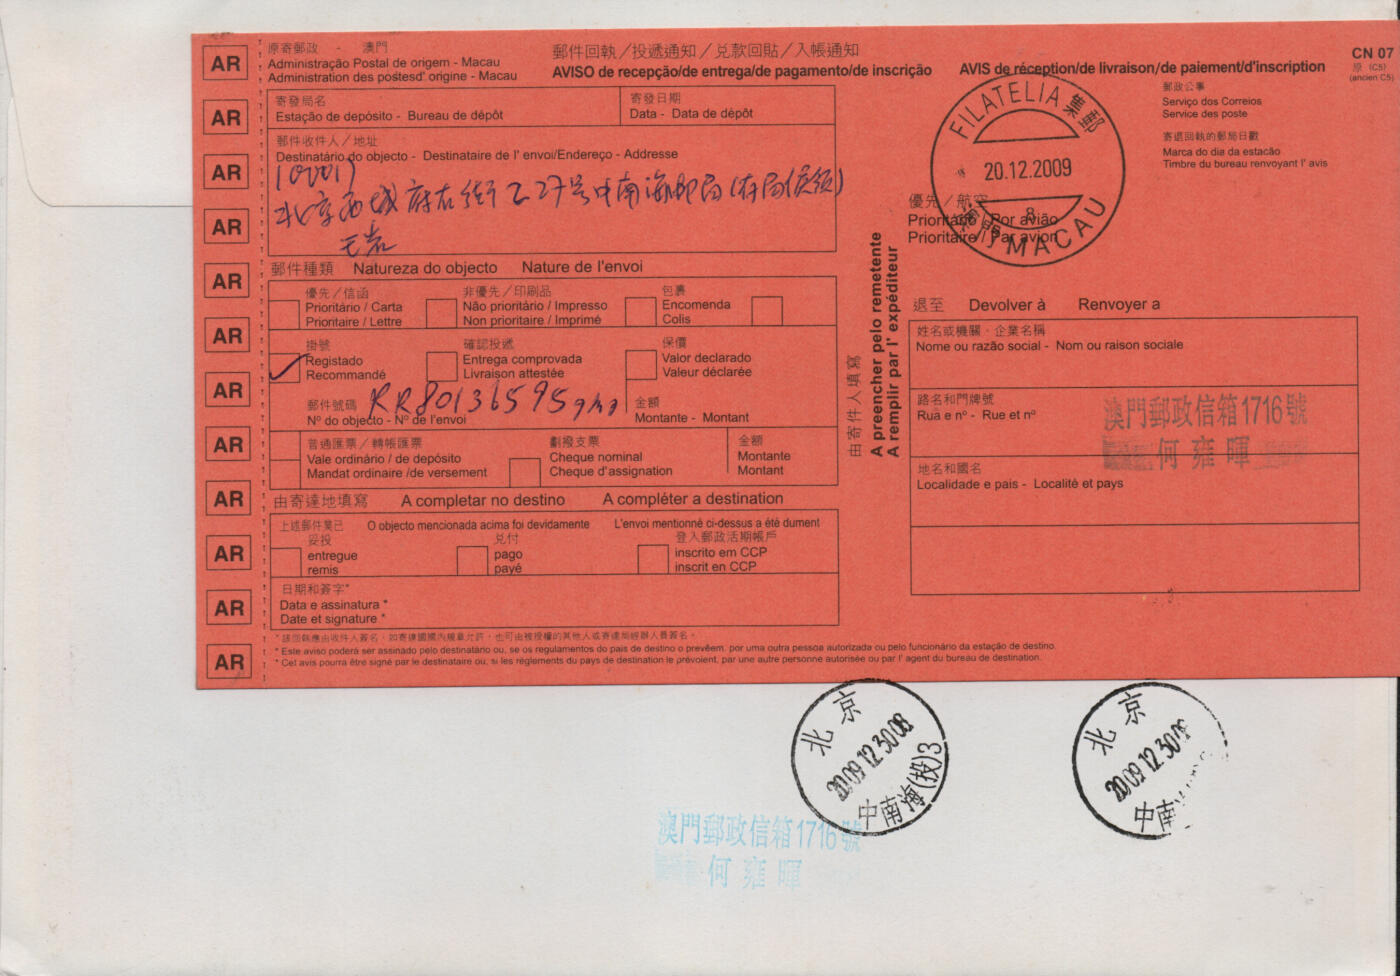 AR
AR
AR
AR
AR
AR
AR
AR
AR
AR
AR
AR
原寄郵政 - 澳門
Administração Postal de origem - Macau
Administration des postesd' origine - Macau
郵件回執／投遞通知／兑款回貼／入帳通知
AVISO de recepção/de entrega/de pagamento/de inscrição
AVIS de réception/de livraison/de paiement/d'inscription
CN 07
原 (C5)
(ancien C5)
郵政公事
Serviço dos Correios
Service des poste
寄退回執的郵局日戳
Marca do dia da estacão
Timbre du bureau renvoyant l' avis
寄發局名
Estação de depósito - Bureau de dépôt
寄發日期
Data - Data de dépôt
郵件收件人／地址
Destinatário do objecto - Destinataire de l' envoi/Endereço - Addresse
100017
北京西城府右街乙27号中南海邮局(存局候领)
FILATELIA 集郵
20.12.2009
8
澳門 MACAU
優先／航空
Prioritário / Por avião
Prioritaire / Par avion
郵件種類 Natureza do objecto Nature de l'envoi
優先／信函
Prioritário / Carta
Prioritaire / Lettre
非優先／印刷品
Não prioritário / Impresso
Non prioritaire / Imprimé
包裹
Encomenda
Colis
掛號
Registado
Recommandé
確認投遞
Entrega comprovada
Livraison attestée
保價
Valor declarado
Valeur déclarée
郵件號碼 RR80136595 9mo
Nº do objecto - Nº de l'envoi
金額
Montante - Montant
普通匯票／轉帳匯票
Vale ordinário / de depósito
Mandat ordinaire /de versement
劃撥支票
Cheque nominal
Cheque d'assignation
金額
Montante
Montant
由寄達地填寫 A completar no destino A compléter a destination
上述郵件業已 O objecto mencionada acima foi devidamente L'envoi mentionné ci-dessus a été dument
妥投
entregue
remis
兑付
pago
payé
登入郵政活期帳戶
inscrito em CCP
inscrit en CCP
日期和簽字*
Data e assinatura *
Date et signature *
* Este aviso poderá ser assinado pelo destinatário ou, se os regulamentos do país de destino o prevêem, por uma outra pessoa autorizada ou pelo funcionário da estação de destino.
* Cet avis pourra être signé par le destinataire ou, si les règlements du pays de destination le prévoient, par une autre personne autorisée ou par l' agent du bureau de destination.
由寄件人填寫
A preencher pelo remetente
A remplir par l' expéditeur
退至 Devolver à Renvoyer a
姓名或機關．企業名稱
Nome ou razão social - Nom ou raison sociale
路名和門牌號
Rua e nº - Rue et nº
澳門郵政信箱1716號
何雍暉
地名和國名
Localidade e pais - Localité et pays
北京
2009.12.30.08
中南海(投)3
北京
2009.12.30
中南
澳門郵政信箱1716號
何雍暉